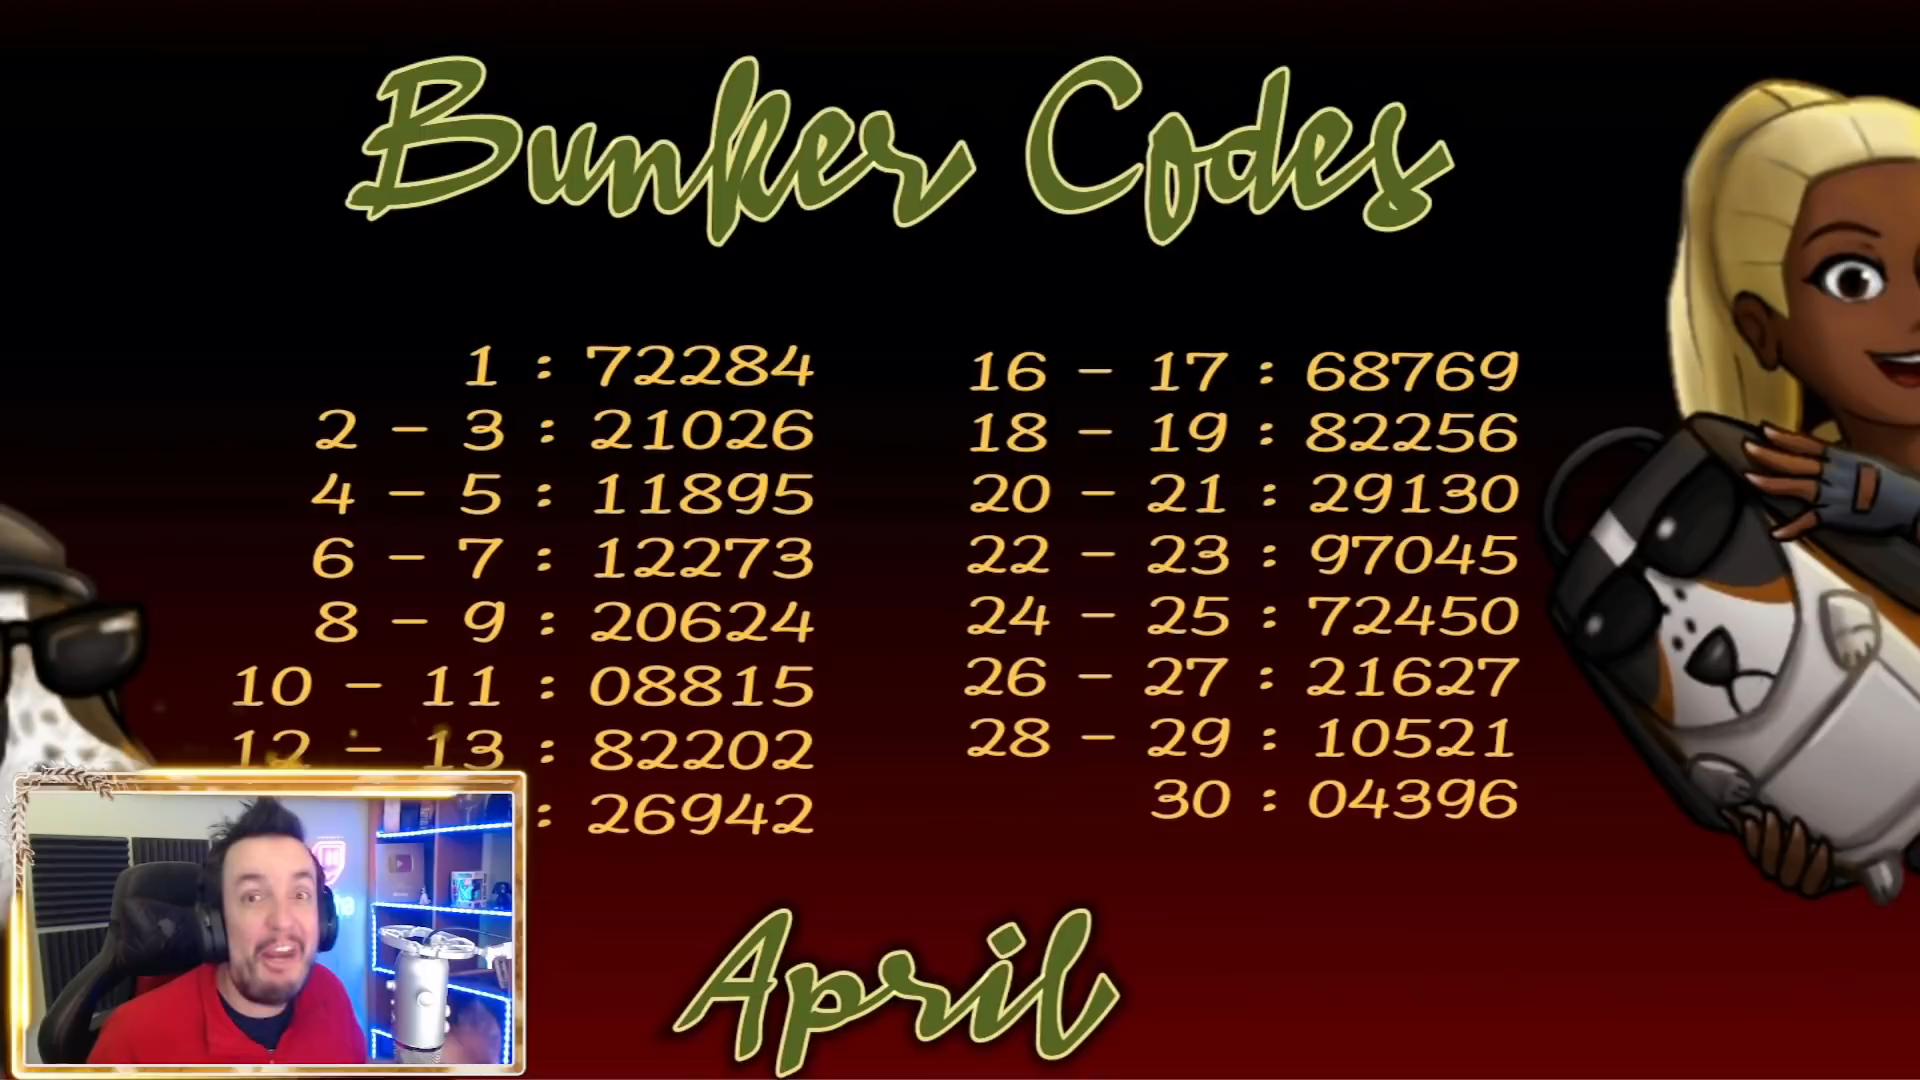 Bunker Codes
1 : 72284
2 - 3 : 21026
4 - 5 : 11895
6 - 7 : 12273
8 - 9 : 20624
10 - 11 : 08815
12 - 13 : 82202
: 26942
16 - 17 : 68769
18 - 19 : 82256
20 - 21 : 29130
22 - 23 : 97045
24 - 25 : 72450
26 - 27 : 21627
28 - 29 : 10521
30 : 04396
April